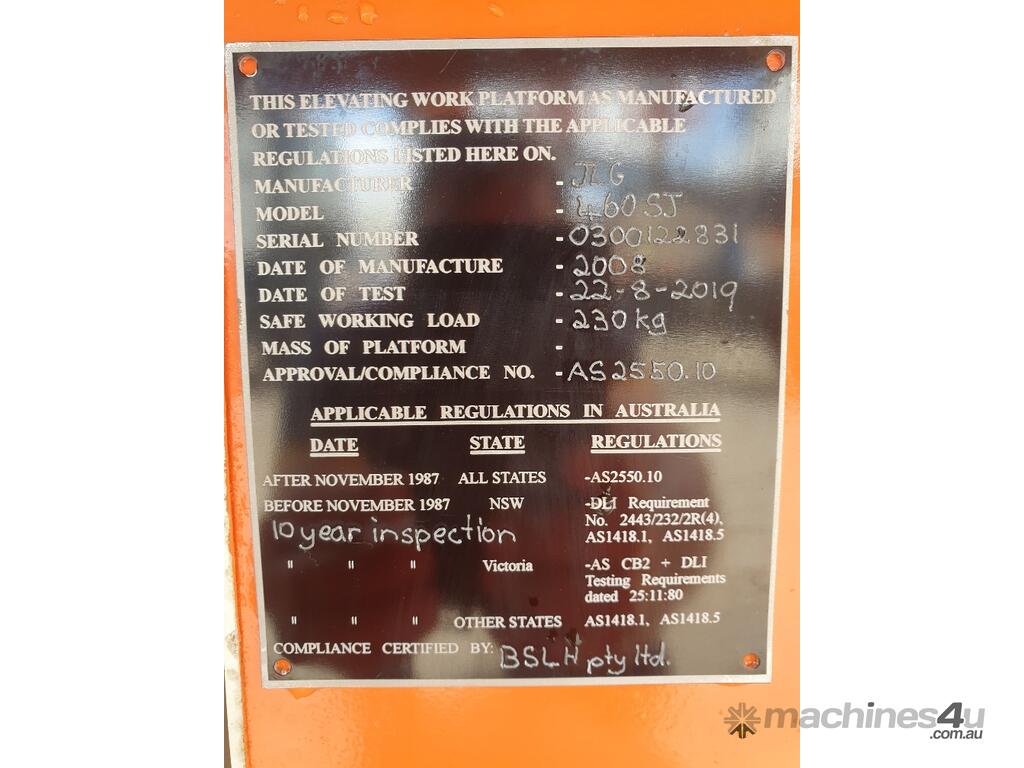 THIS ELEVATING WORK PLATFORM AS MANUFACTURED
OR TESTED COMPLIES WITH THE APPLICABLE
REGULATIONS LISTED HERE ON.
MANUFACTURER - JLG
MODEL - 460SJ
SERIAL NUMBER - 0300122831
DATE OF MANUFACTURE - 2008
DATE OF TEST - 22-8-2019
SAFE WORKING LOAD - 230kg
MASS OF PLATFORM -
APPROVAL/COMPLIANCE NO. - AS2550.10
APPLICABLE REGULATIONS IN AUSTRALIA
DATE STATE REGULATIONS
AFTER NOVEMBER 1987 ALL STATES -AS2550.10
BEFORE NOVEMBER 1987 NSW -DLI Requirement
No. 2443/232/2R(4),
10 year inspection AS1418.1, AS1418.5
" " " Victoria -AS CB2 + DLI
Testing Requirements
dated 25:11:80
" " " OTHER STATES AS1418.1, AS1418.5
COMPLIANCE CERTIFIED BY: BSLH pty ltd.
machines4u
.com.au